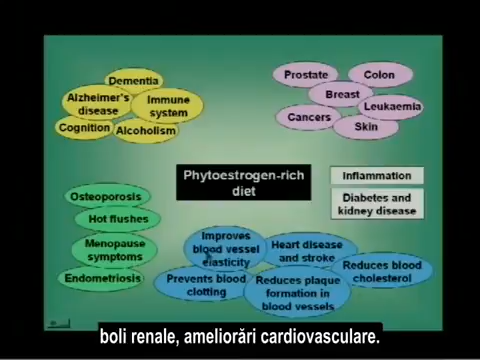 Dementia
Alzheimer's
disease
Immune
system
Cognition
Alcoholism
Prostate
Colon
Breast
Leukaemia
Cancers
Skin
Phytoestrogen-rich
diet
Inflammation
Diabetes and
kidney disease
Osteoporosis
Hot flushes
Menopause
symptoms
Endometriosis
Improves
blood vessel
elasticity
Heart disease
and stroke
Reduces blood
cholesterol
Prevents blood
clotting
Reduces plaque
formation in
blood vessels
boli renale, ameliorări cardiovasculare.